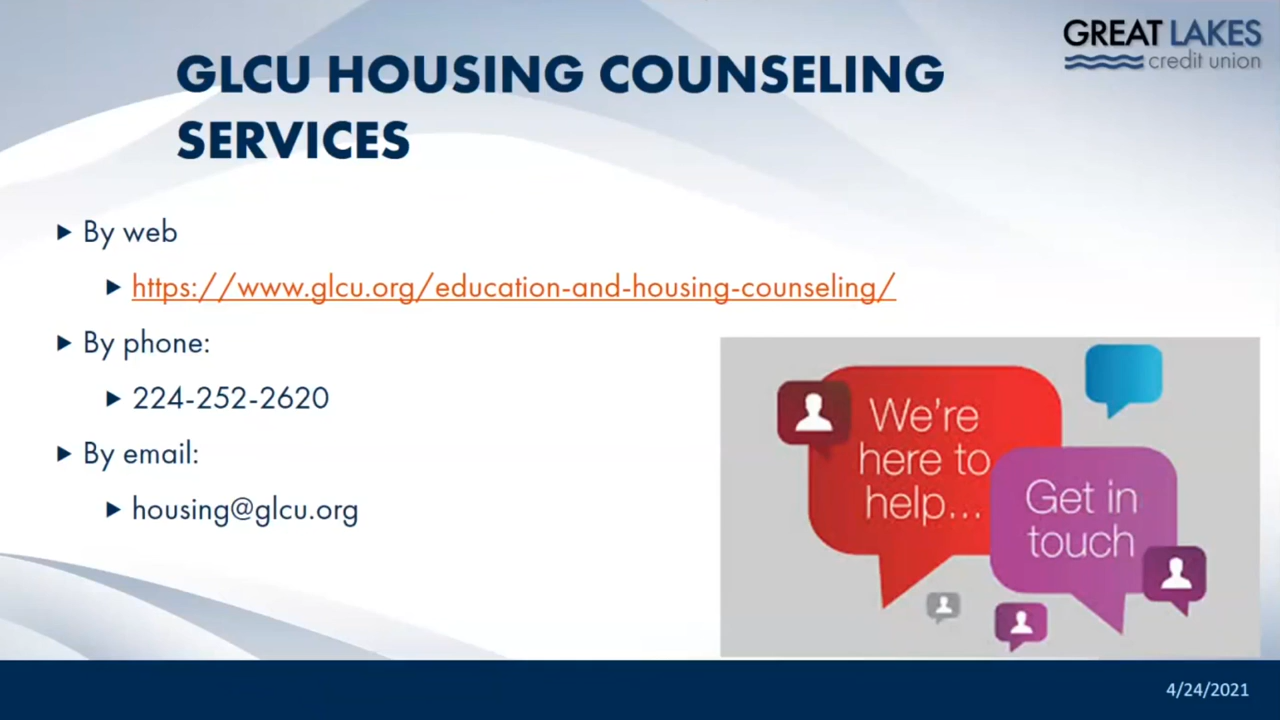 GREAT LAKES
credit union
GLCU HOUSING COUNSELING
SERVICES
By web
https://www.glcu.org/education-and-housing-counseling/
By phone:
224-252-2620
By email:
housing@glcu.org
We're
here to
help...
Get in
touch
4/24/2021